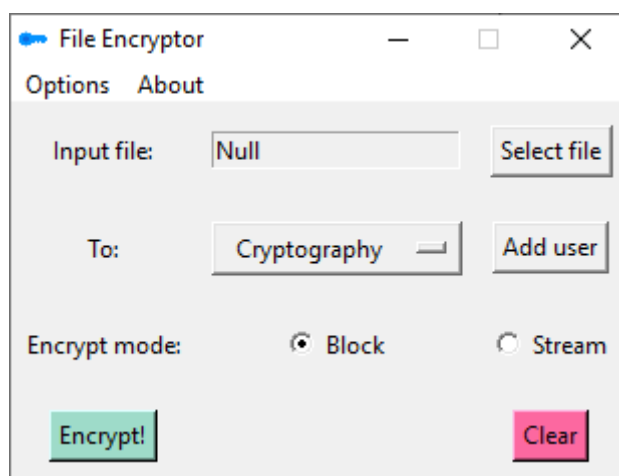 File Encryptor
Options About
Input file: Null Select file
To: Cryptography Add user
Encrypt mode: Block Stream
Encrypt! Clear